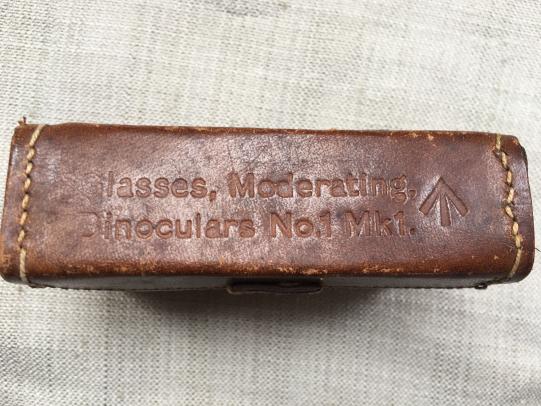 Glasses, Moderating,
Binoculars No.1 Mk1.